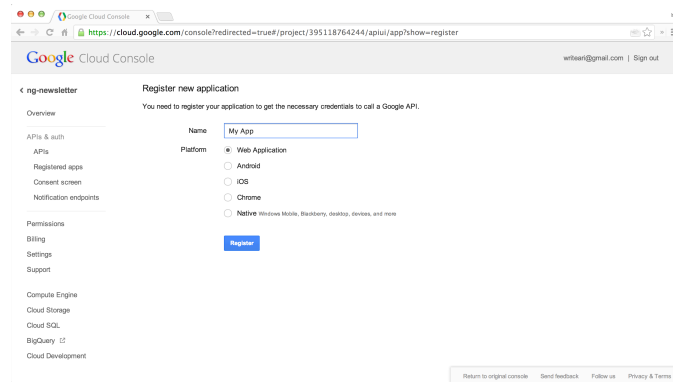 Google Cloud Console
https://cloud.google.com/console?redirected=true#/project/395118764244/apiui/app?show=register
Google Cloud Console
writeari@gmail.com | Sign out
< ng-newsletter
Register new application
You need to register your application to get the necessary credentials to call a Google API.
Overview
Name
My App
APIs & auth
Platform
Web Application
APIs
Android
Registered apps
iOS
Consent screen
Chrome
Notification endpoints
Native Windows Mobile, Blackberry, desktop, devices, and more
Permissions
Billing
Register
Settings
Support
Compute Engine
Cloud Storage
Cloud SQL
BigQuery
Cloud Development
Return to original console Send feedback Follow us Privacy & Terms